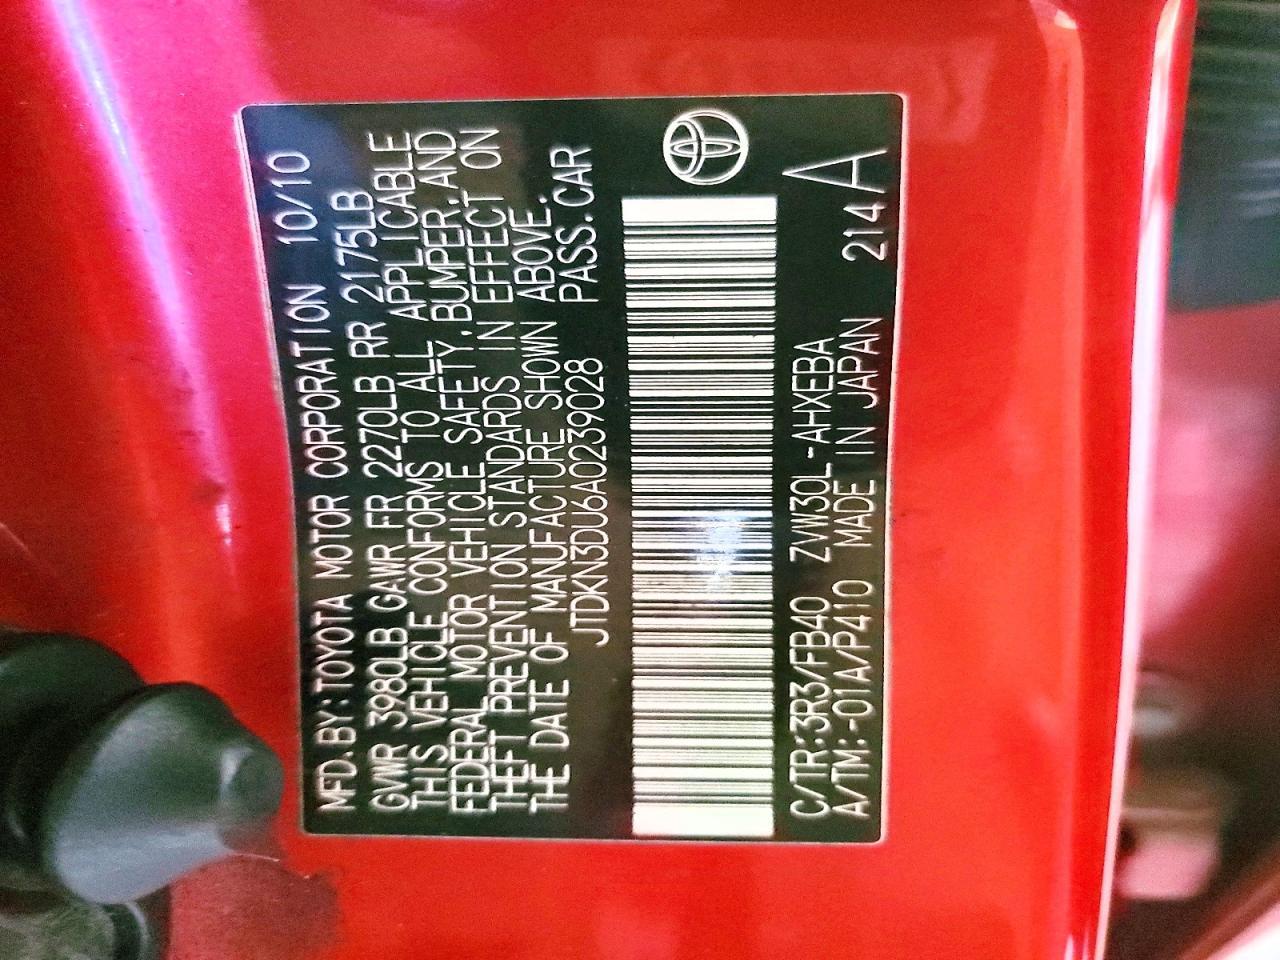 MFD.BY:TOYOTA MOTOR CORPORATION 10/10
GVWR 3980LB GAWR FR 2270LB RR 2175LB
THIS VEHICLE CONFORMS TO ALL APPLICABLE
FEDERAL MOTOR VEHICLE SAFETY,BUMPER,AND
THEFT PREVENTION STANDARDS IN EFFECT ON
THE DATE OF MANUFACTURE SHOWN ABOVE.
JTDKN3DU6A0239028 PASS.CAR
C/TR:3R3/FB40 ZVW30L-AHXEBA A
A/TM:-01A/P410 MADE IN JAPAN 214